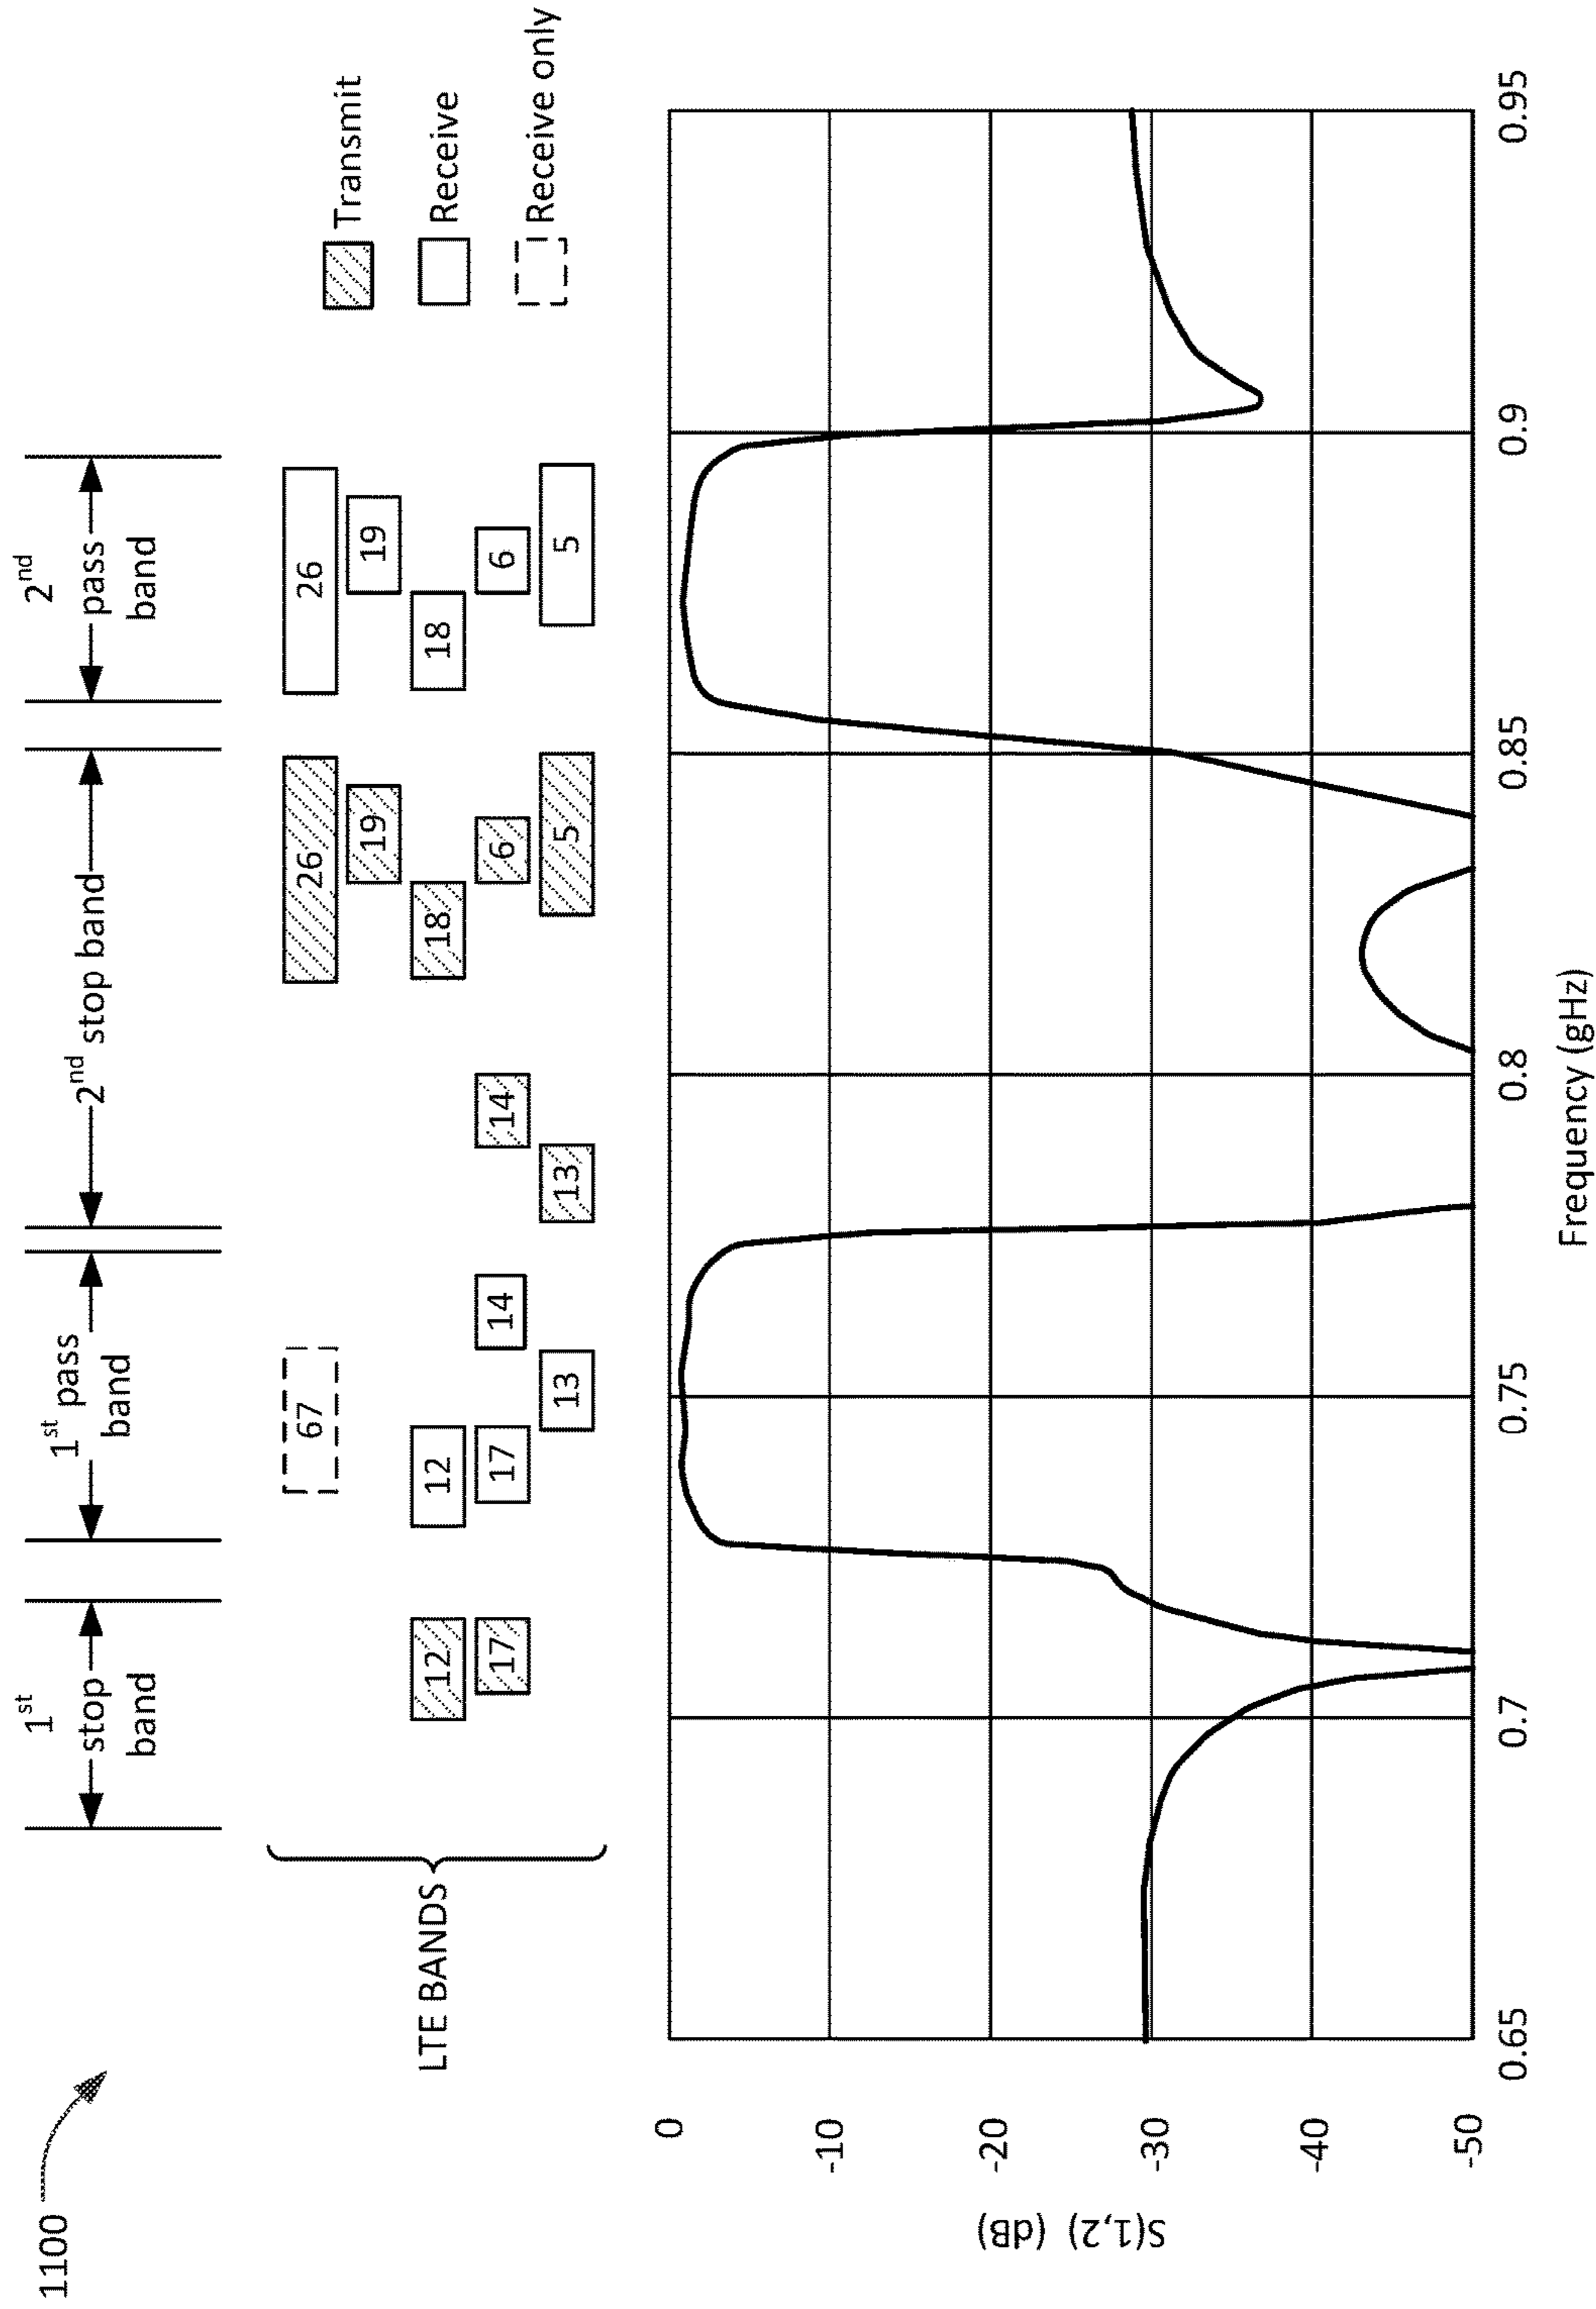 1100
1st
stop
band
1st pass
band
2nd stop band
2nd
pass
band
LTE BANDS
67
26
26
19
19
12
12
18
18
17
17
14
14
6
6
13
13
5
5
Transmit
Receive
Receive only
S(1,2) (dB)
0
-10
-20
-30
-40
-50
0.65
0.7
0.75
0.8
0.85
0.9
0.95
Frequency (gHz)